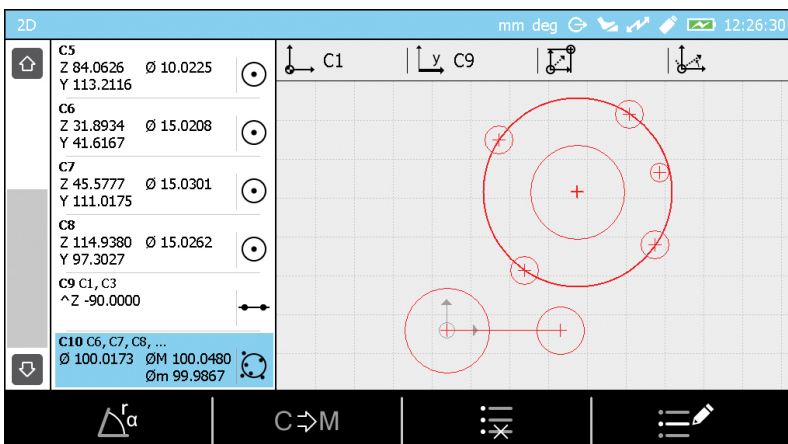 2D mm deg 12:26:30
C1 y C9
C5
Z 84.0626 Ø 10.0225
Y 113.2116
C6
Z 31.8934 Ø 15.0208
Y 41.6167
C7
Z 45.5777 Ø 15.0301
Y 111.0175
C8
Z 114.9380 Ø 15.0262
Y 97.3027
C9 C1, C3
^Z -90.0000
C10 C6, C7, C8, ...
Ø 100.0173 ØM 100.0480
Øm 99.9867
rα C⇨M